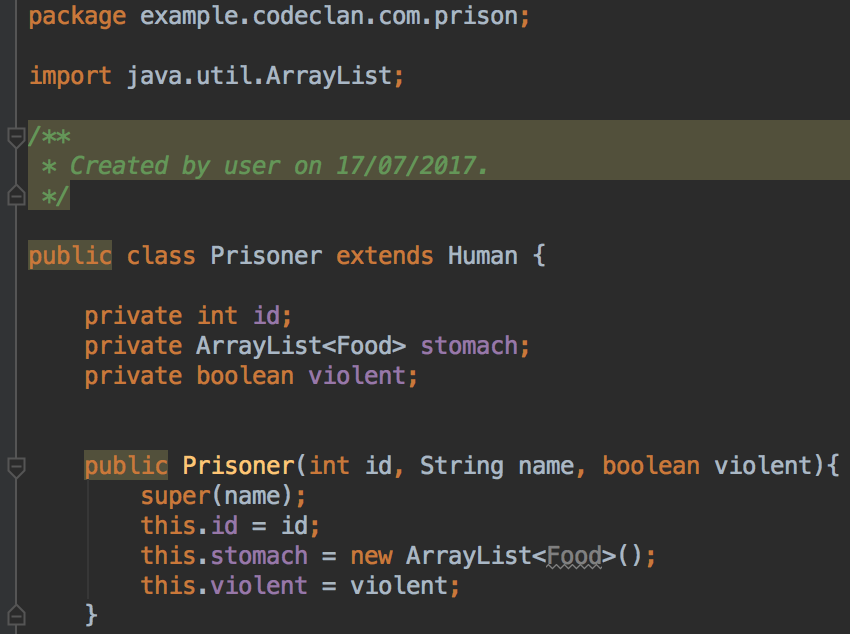 package example.codeclan.com.prison;
import java.util.ArrayList;
/**
 * Created by user on 17/07/2017.
 */
public class Prisoner extends Human {
    private int id;
    private ArrayList<Food> stomach;
    private boolean violent;
    public Prisoner(int id, String name, boolean violent){
        super(name);
        this.id = id;
        this.stomach = new ArrayList<Food>();
        this.violent = violent;
    }